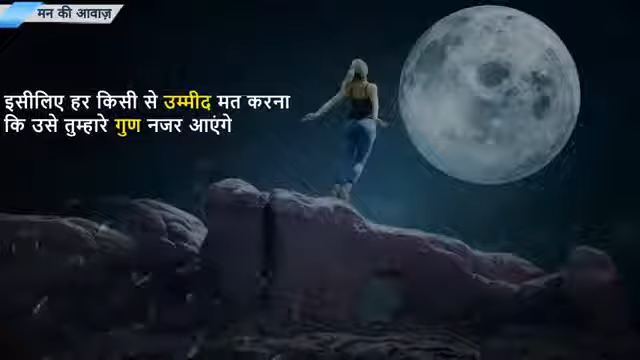 मन की आवाज़
इसीलिए हर किसी से उम्मीद मत करना
कि उसे तुम्हारे गुण नजर आएंगे